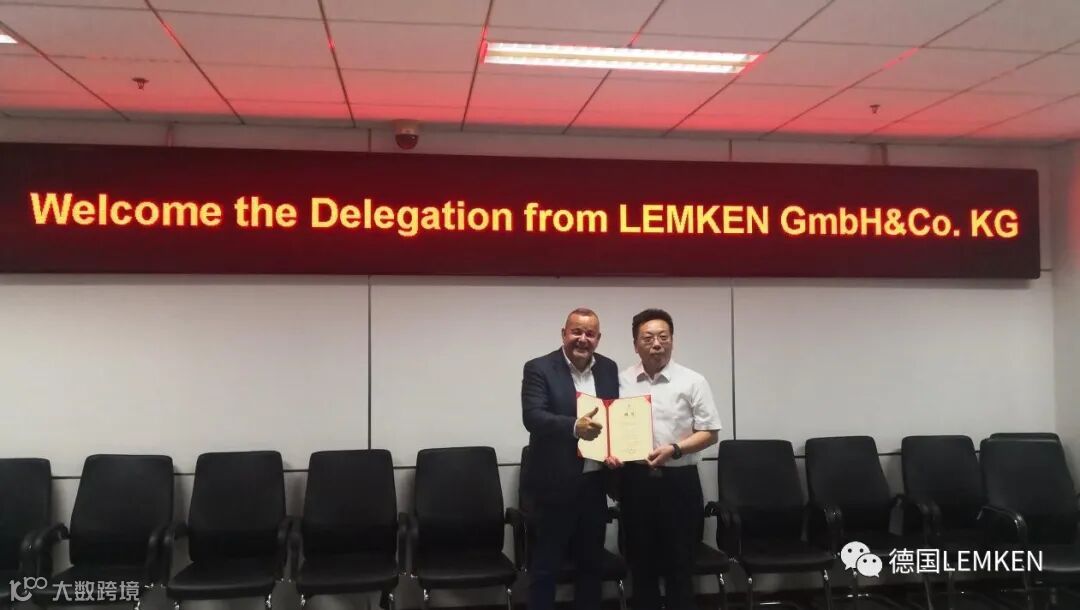 Welcome the Delegation from LEMKEN GmbH&Co. KG
德国LEMKEN
大数跨境